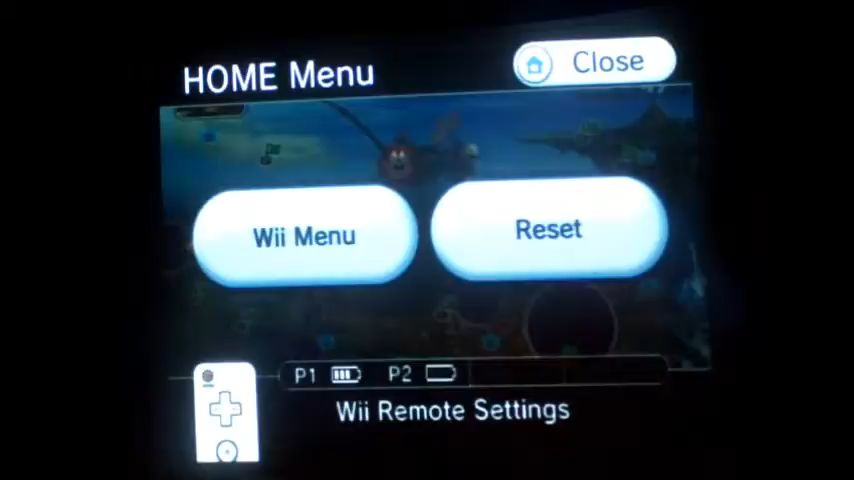 HOME Menu
Close
Wii Menu
Reset
P1
P2
Wii Remote Settings